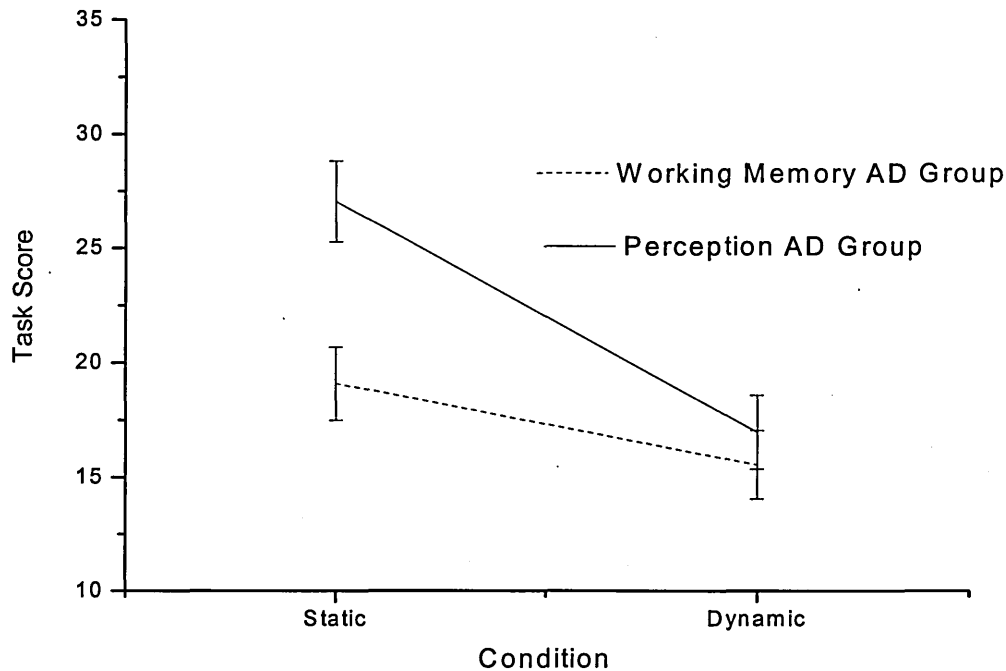 35
30
25
20
15
10
Task Score
Working Memory AD Group
Perception AD Group
Static
Dynamic
Condition